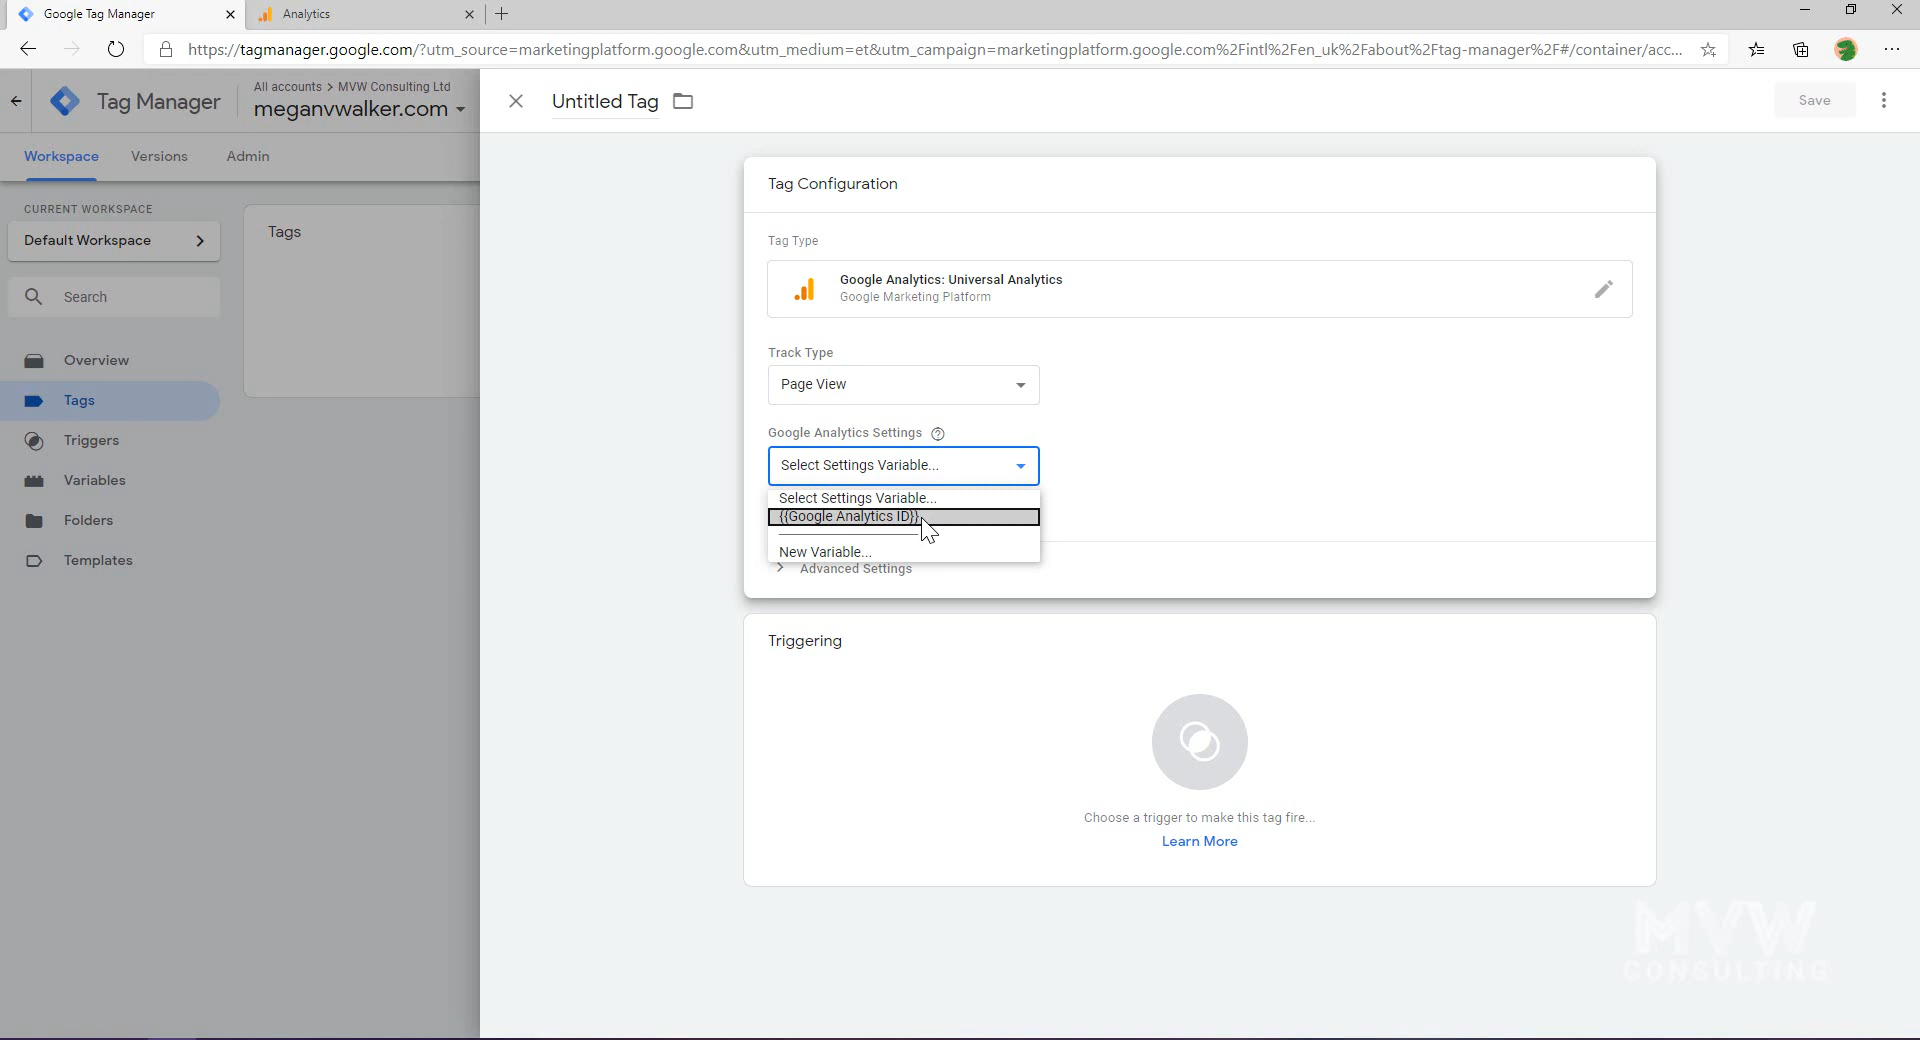 Google Tag Manager
Analytics
https://tagmanager.google.com/?utm_source=marketingplatform.google.com&utm_medium=et&utm_campaign=marketingplatform.google.com%2Fintl%2Fen_uk%2Fabout%2Ftag-manager%2F#/container/acc...
Tag Manager
All accounts > MVW Consulting Ltd
meganvwalker.com
Untitled Tag
Save
Workspace
Versions
Admin
CURRENT WORKSPACE
Default Workspace
Search
Overview
Tags
Triggers
Variables
Folders
Templates
Tags
Tag Configuration
Tag Type
Google Analytics: Universal Analytics
Google Marketing Platform
Track Type
Page View
Google Analytics Settings
Select Settings Variable...
Select Settings Variable...
{{Google Analytics ID}}
New Variable...
Advanced Settings
Triggering
Choose a trigger to make this tag fire...
Learn More
MVW
CONSULTING